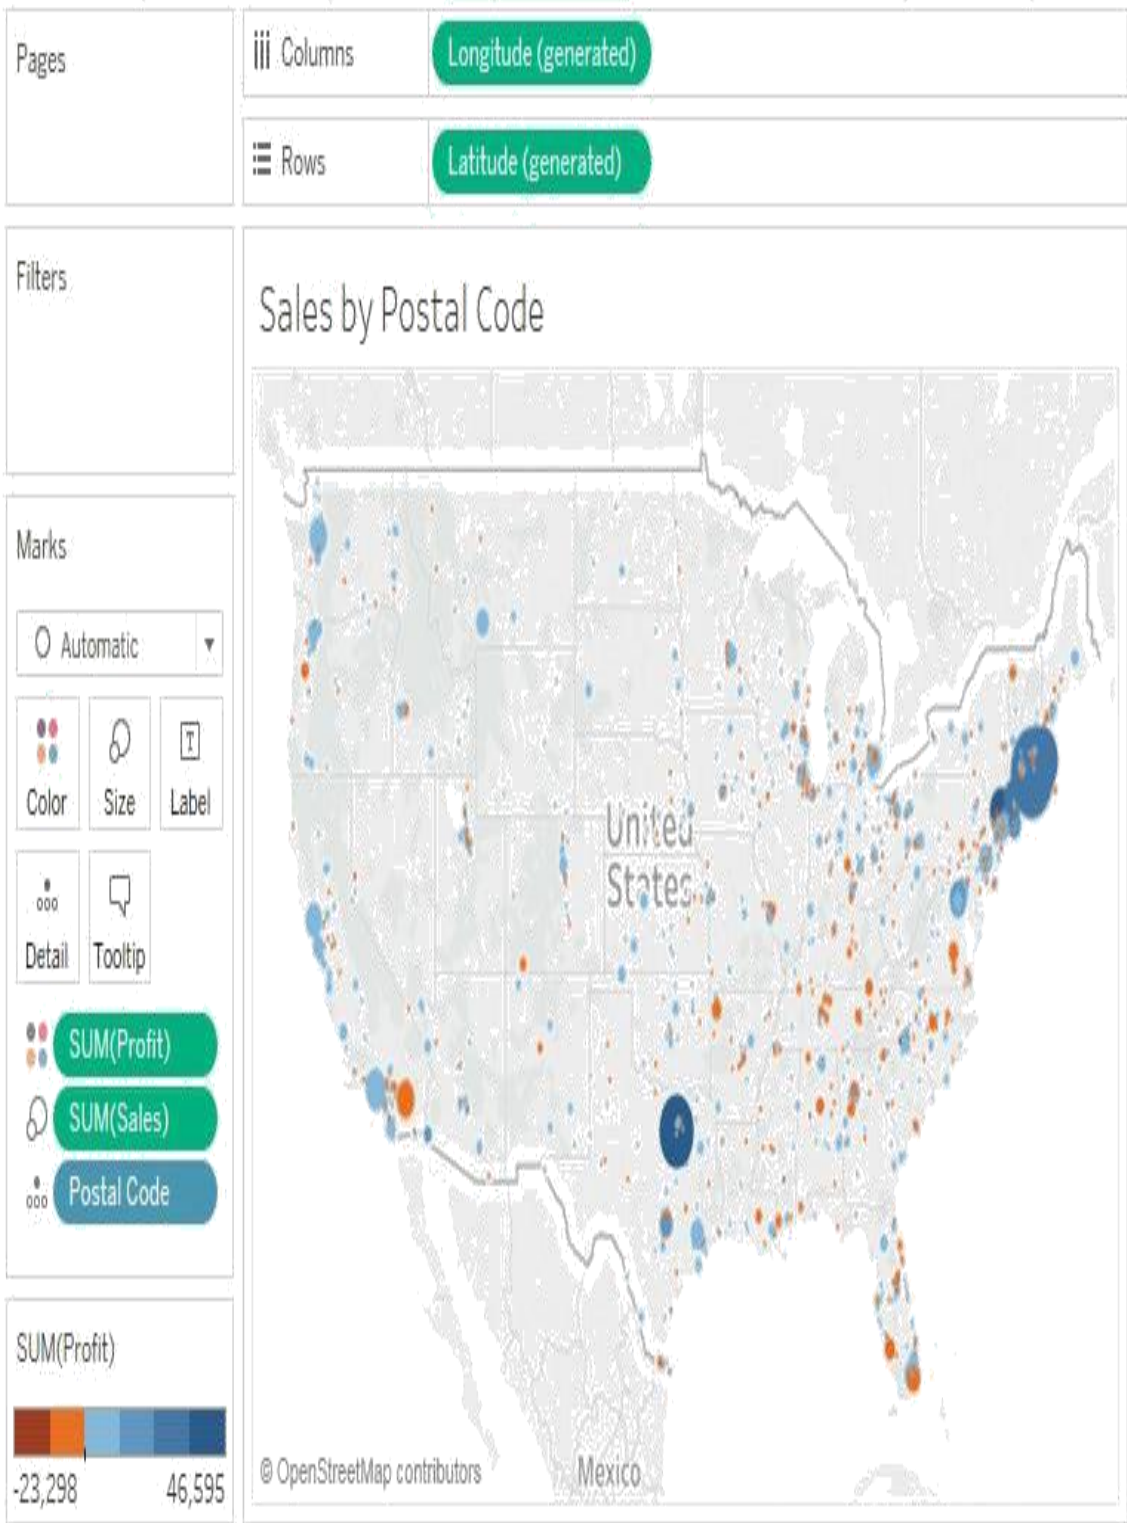 Pages
Columns
Longitude (generated)
Rows
Latitude (generated)
Filters
Sales by Postal Code
Marks
Automatic
Color
Size
T
Label
Detail
Tooltip
SUM(Profit)
SUM(Sales)
Postal Code
SUM(Profit)
-23,298
46,595
United
States
© OpenStreetMap contributors
Mexico